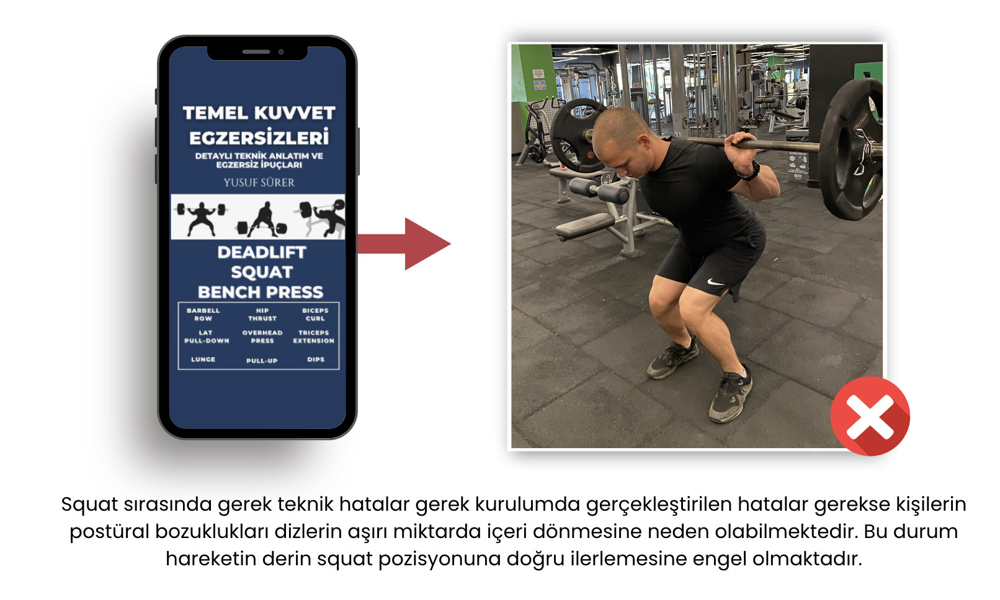 TEMEL KUVVET
EGZERSİZLERİ
DETAYLI TEKNİK ANLATIM VE
EGZERSİZ İPUÇLARI
YUSUF SÜRER
DEADLIFT
SQUAT
BENCH PRESS
BARBELL
ROW
HIP
THRUST
BICEPS
CURL
LAT
PULL-DOWN
OVERHEAD
PRESS
TRICEPS
EXTENSION
LUNGE
PULL-UP
DIPS
Squat sırasında gerek teknik hatalar gerek kurulumda gerçekleştirilen hatalar gerekse kişilerin
postüral bozuklukları dizlerin aşırı miktarda içeri dönmesine neden olabilmektedir. Bu durum
hareketin derin squat pozisyonuna doğru ilerlemesine engel olmaktadır.